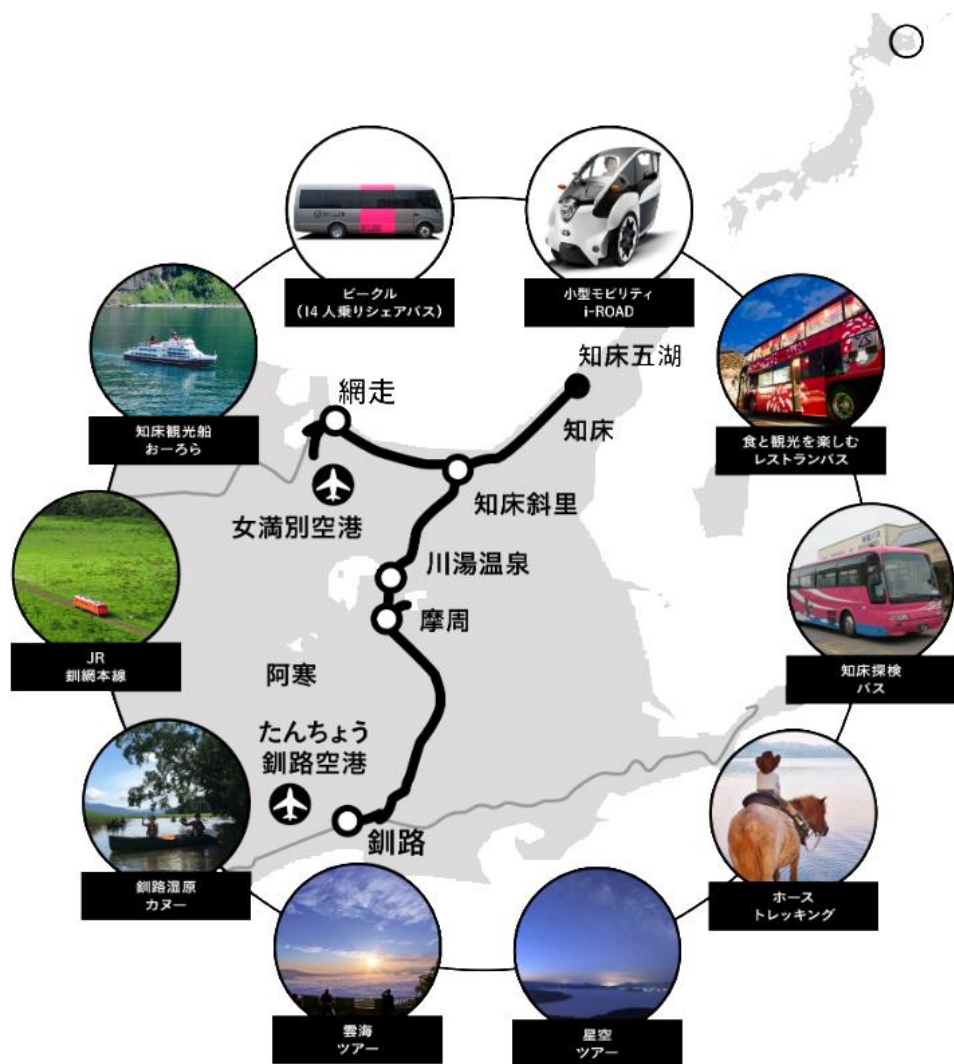 ビークル
（14人乗りシェアバス）
小型モビリティ
i-ROAD
知床観光船
おーろら
食と観光を楽しむ
レストランバス
知床五湖
知床
網走
女満別空港
知床斜里
川湯温泉
摩周
阿寒
たんちょう
釧路空港
釧路
JR
釧網本線
知床探検
バス
釧路湿原
カヌー
ホース
トレッキング
雲海
ツアー
星空
ツアー